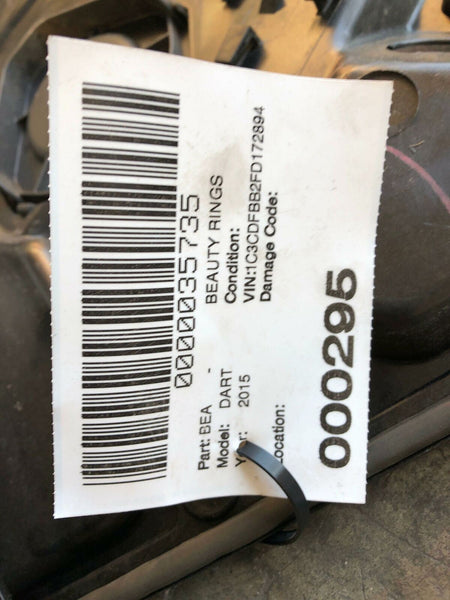 0000035735
Part: BEA - BEAUTY RINGS
Model: DART Condition:
Year: 2015 VIN:1C3CDFBB2FD172894
Damage Code:
Location:
000295